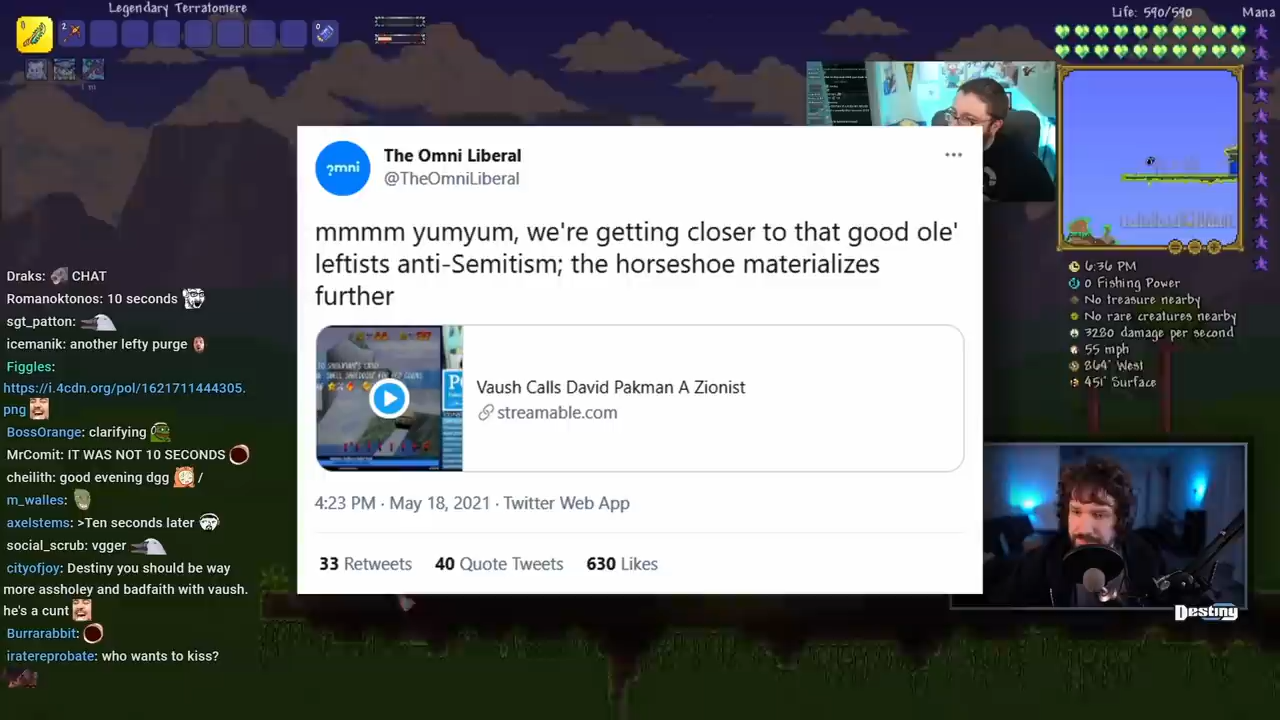 Legendary Terratomere
Life: 590/590
Mana
1
2
0
111
?mni
The Omni Liberal
@TheOmniLiberal
mmmm yumyum, we're getting closer to that good ole'
leftists anti-Semitism; the horseshoe materializes
further
Vaush Calls David Pakman A Zionist
streamable.com
4:23 PM · May 18, 2021 · Twitter Web App
33 Retweets 40 Quote Tweets 630 Likes
Draks: CHAT
Romanoktonos: 10 seconds
sgt_patton:
icemanik: another lefty purge
Figgles:
https://i.4cdn.org/pol/1621711444305.
png
BossOrange: clarifying
MrComit: IT WAS NOT 10 SECONDS
cheilith: good evening dgg /
m_walles:
axelstems: >Ten seconds later
social_scrub: vgger
cityofjoy: Destiny you should be way
more assholey and badfaith with vaush.
he's a cunt
Burrarabbit:
iratereprobate: who wants to kiss?
6:36 PM
0 Fishing Power
No treasure nearby
No rare creatures nearby
3280 damage per second
55 mph
864' West
451' Surface
Destiny